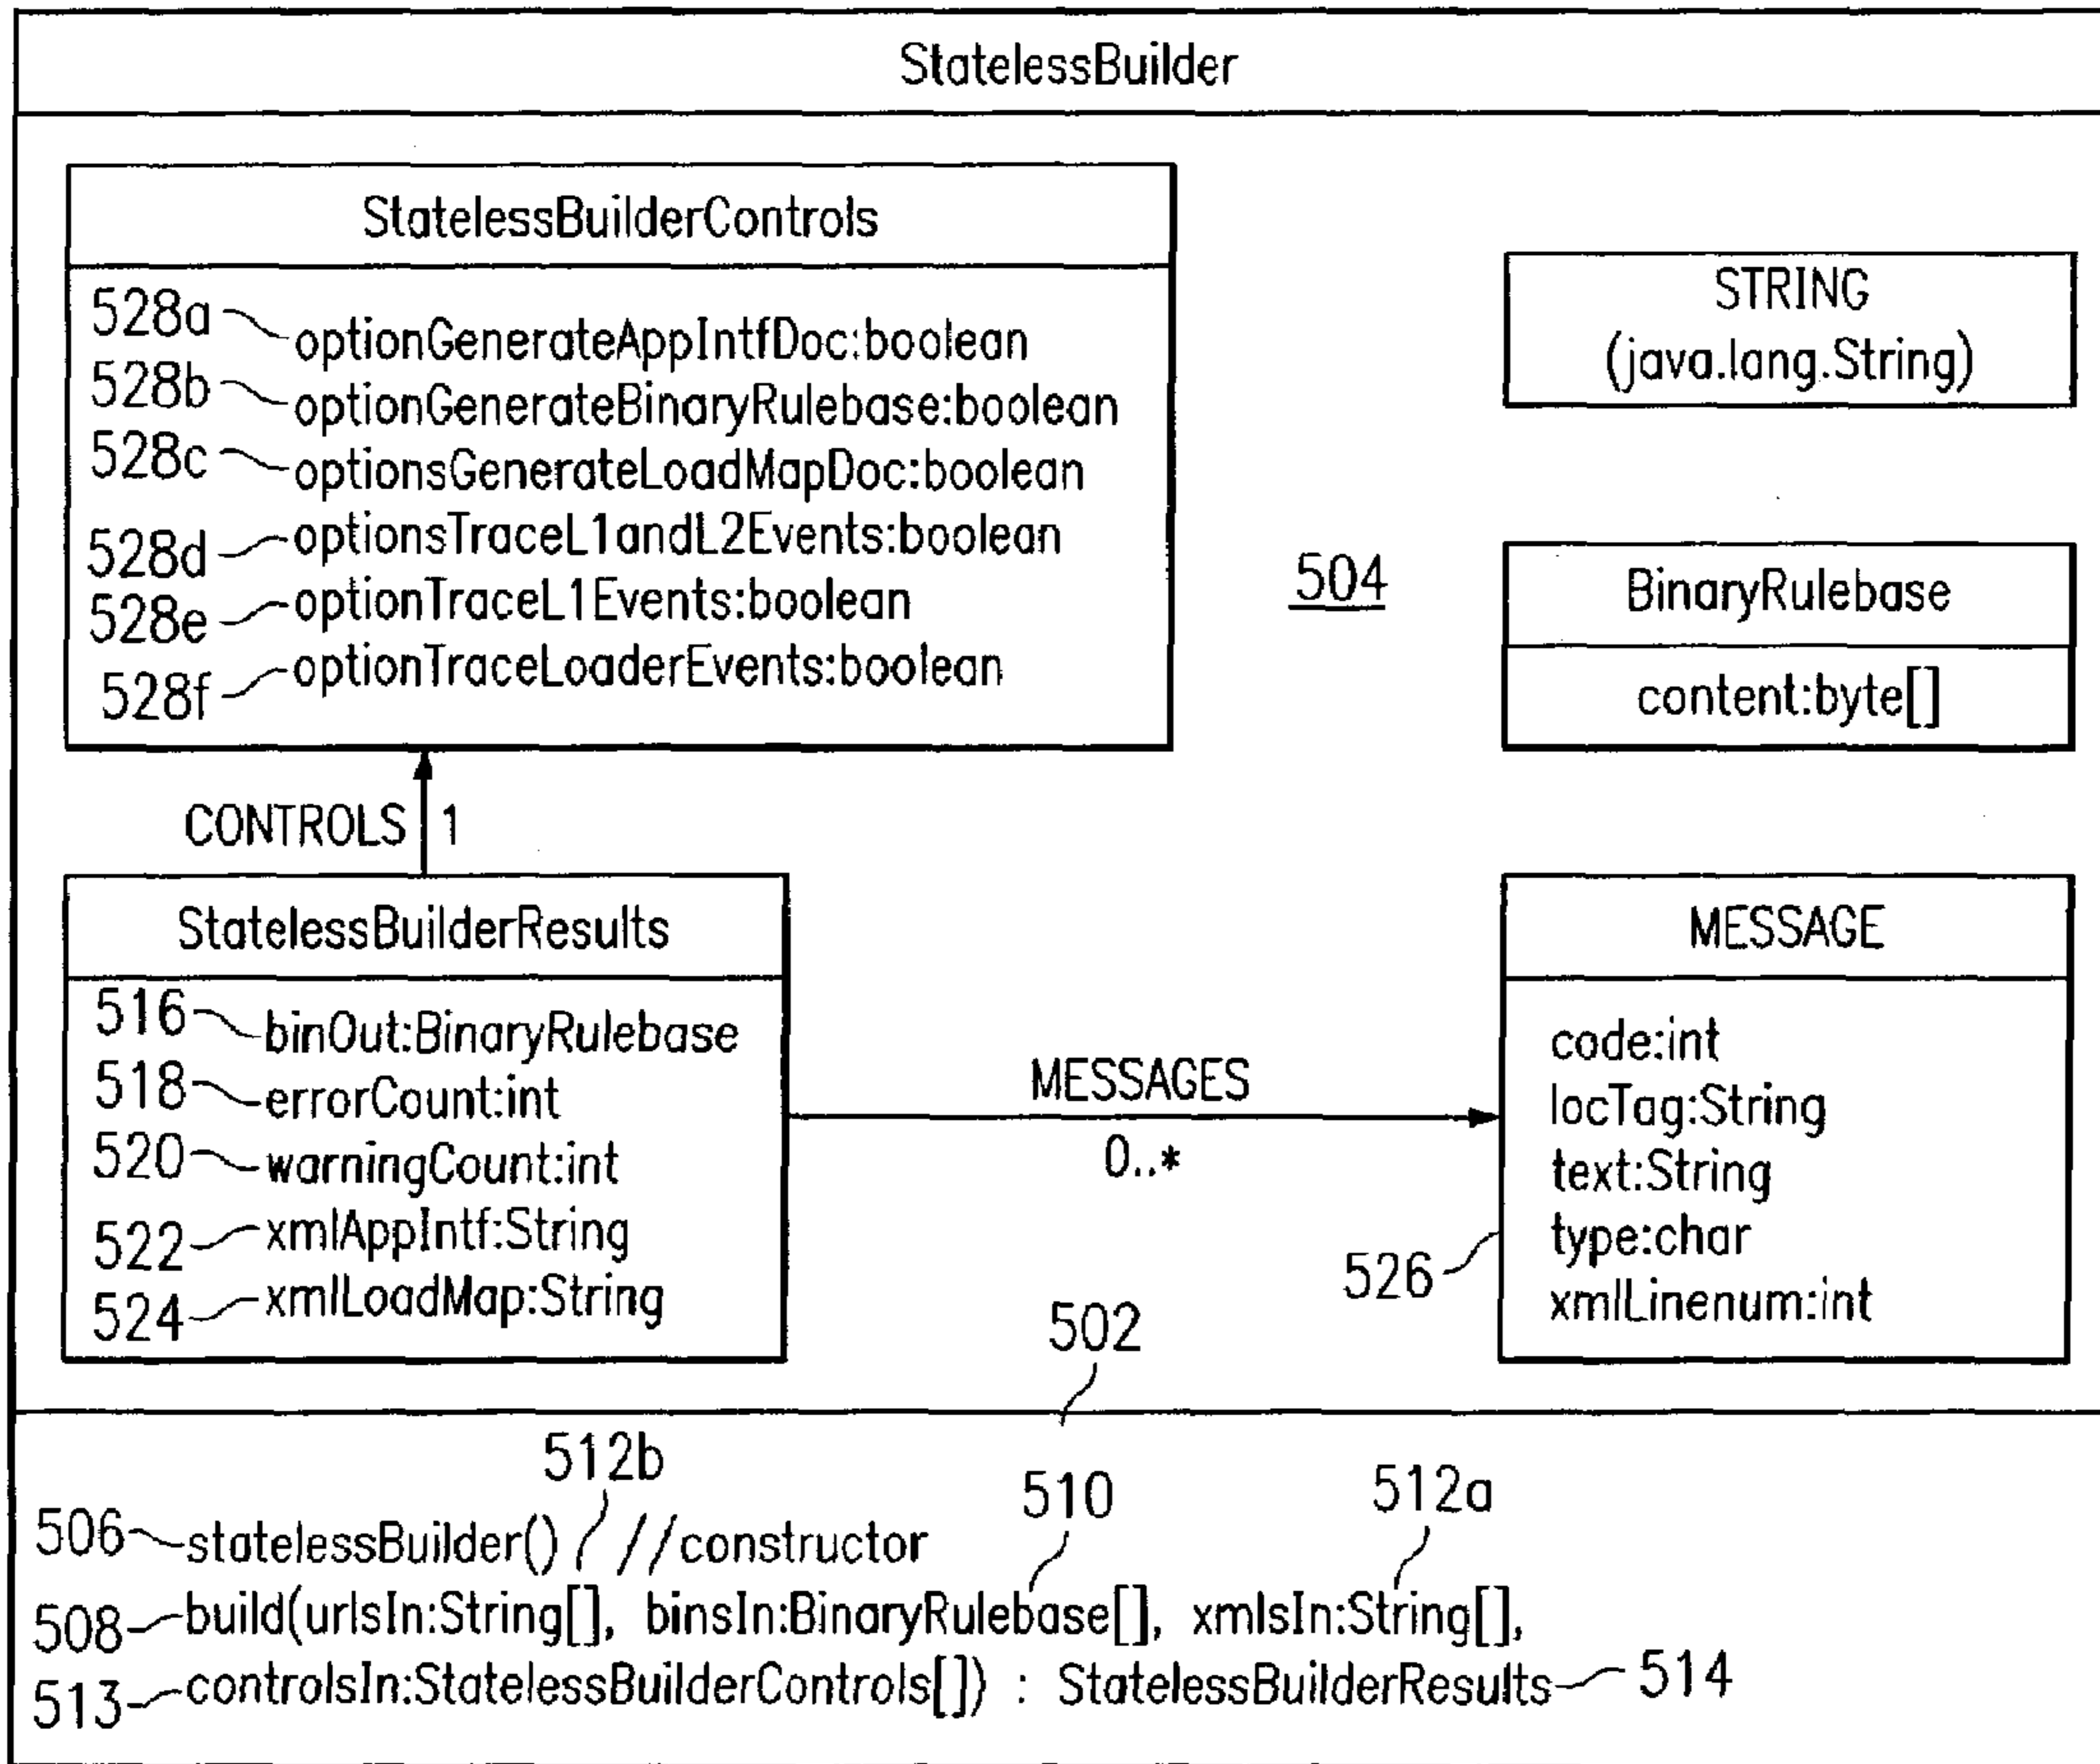 StatelessBuilder
StatelessBuilderControls
528a optionGenerateAppIntfDoc:boolean
528b optionGenerateBinaryRulebase:boolean
528c optionsGenerateLoadMapDoc:boolean
528d optionsTraceL1andL2Events:boolean
528e optionTraceL1Events:boolean
528f optionTraceLoaderEvents:boolean
STRING
(java.lang.String)
504
BinaryRulebase
content:byte[]
CONTROLS 1
StatelessBuilderResults
516 binOut:BinaryRulebase
518 errorCount:int
520 warningCount:int
522 xmlAppIntf:String
524 xmlLoadMap:String
MESSAGES
0..*
MESSAGE
code:int
locTag:String
text:String
type:char
xmlLinenum:int
526
502
512b 510 512a
506 statelessBuilder() //constructor
508 build(urlsIn:String[], binsIn:BinaryRulebase[], xmlsIn:String[],
513 controlsIn:StatelessBuilderControls[]) : StatelessBuilderResults 514